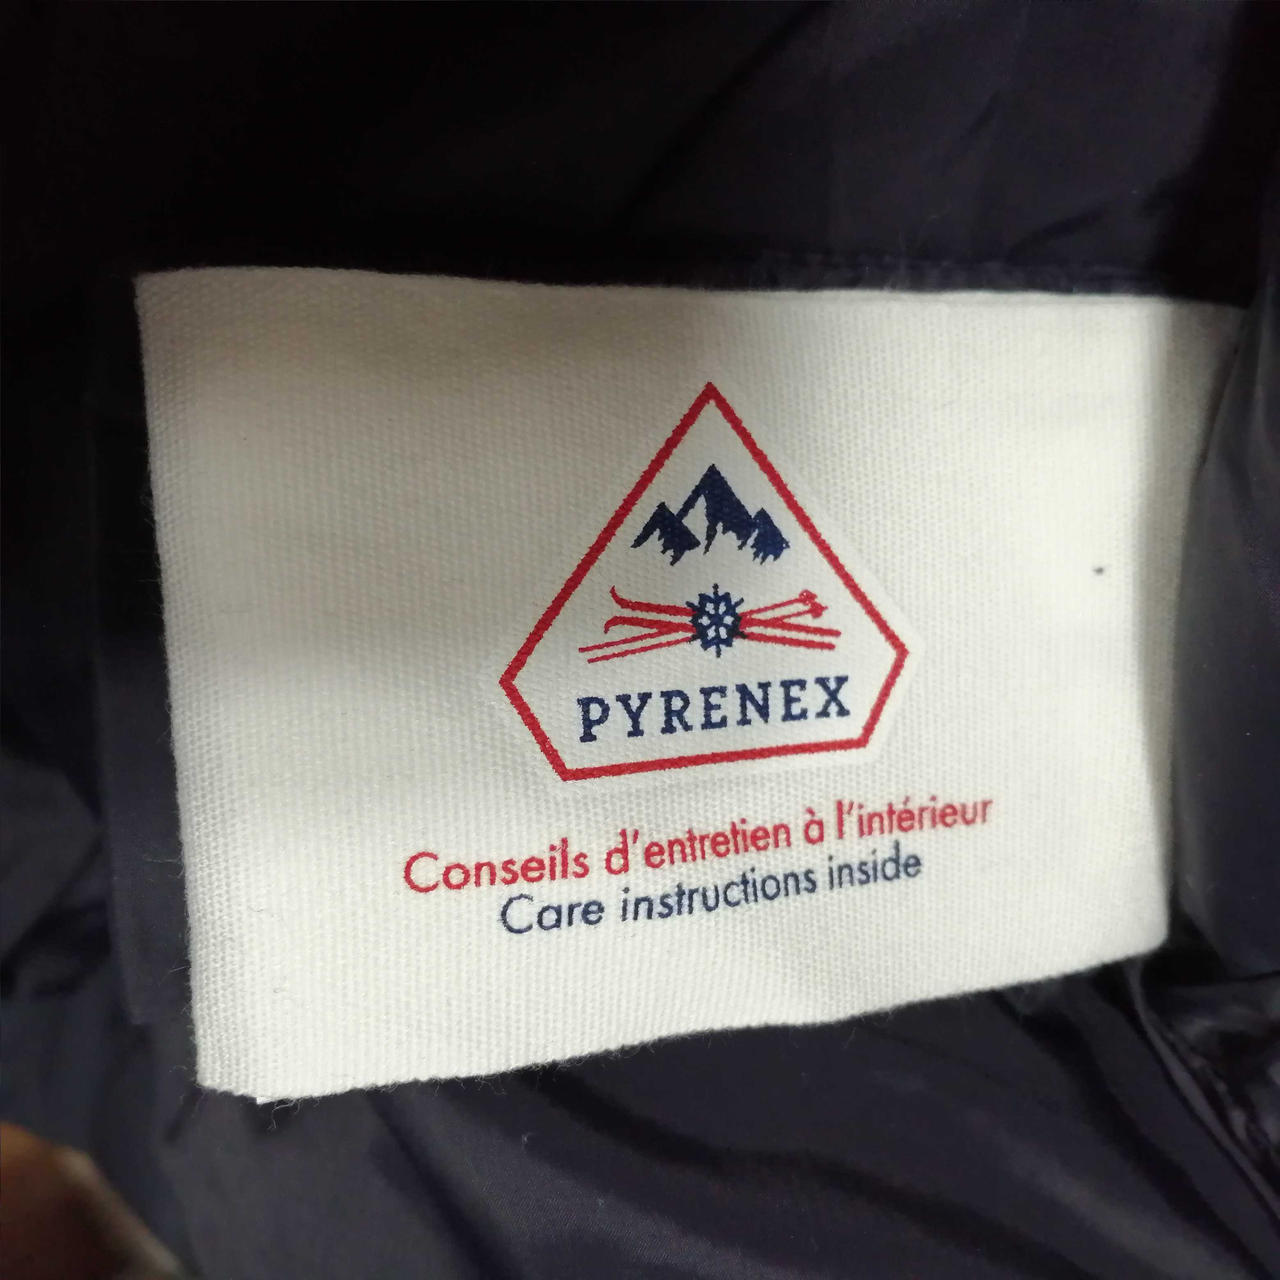 PYRENEX
Conseils d'entretien à l'intérieur
Care instructions inside